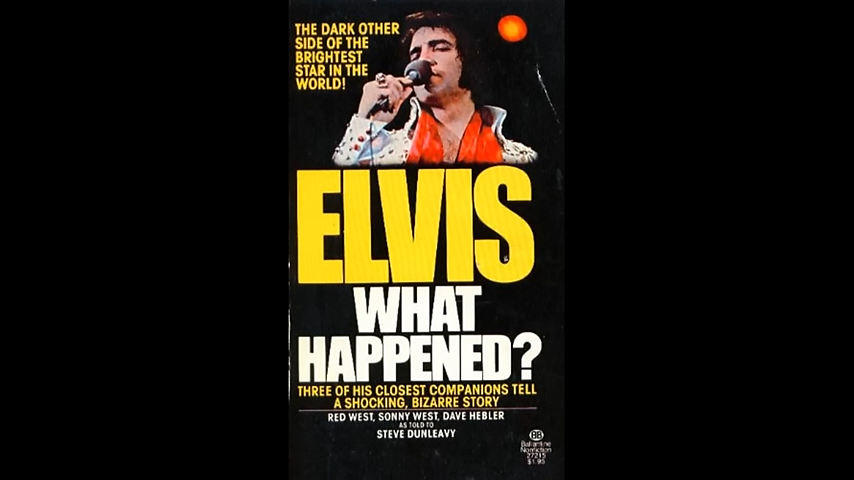 THE DARK OTHER
SIDE OF THE
BRIGHTEST
STAR IN THE
WORLD!
ELVIS
WHAT
HAPPENED?
THREE OF HIS CLOSEST COMPANIONS TELL
A SHOCKING, BIZARRE STORY
RED WEST, SONNY WEST, DAVE HEBLER
AS TOLD TO
STEVE DUNLEAVY
BB
Ballantine
Nonfiction
27215
$1.95